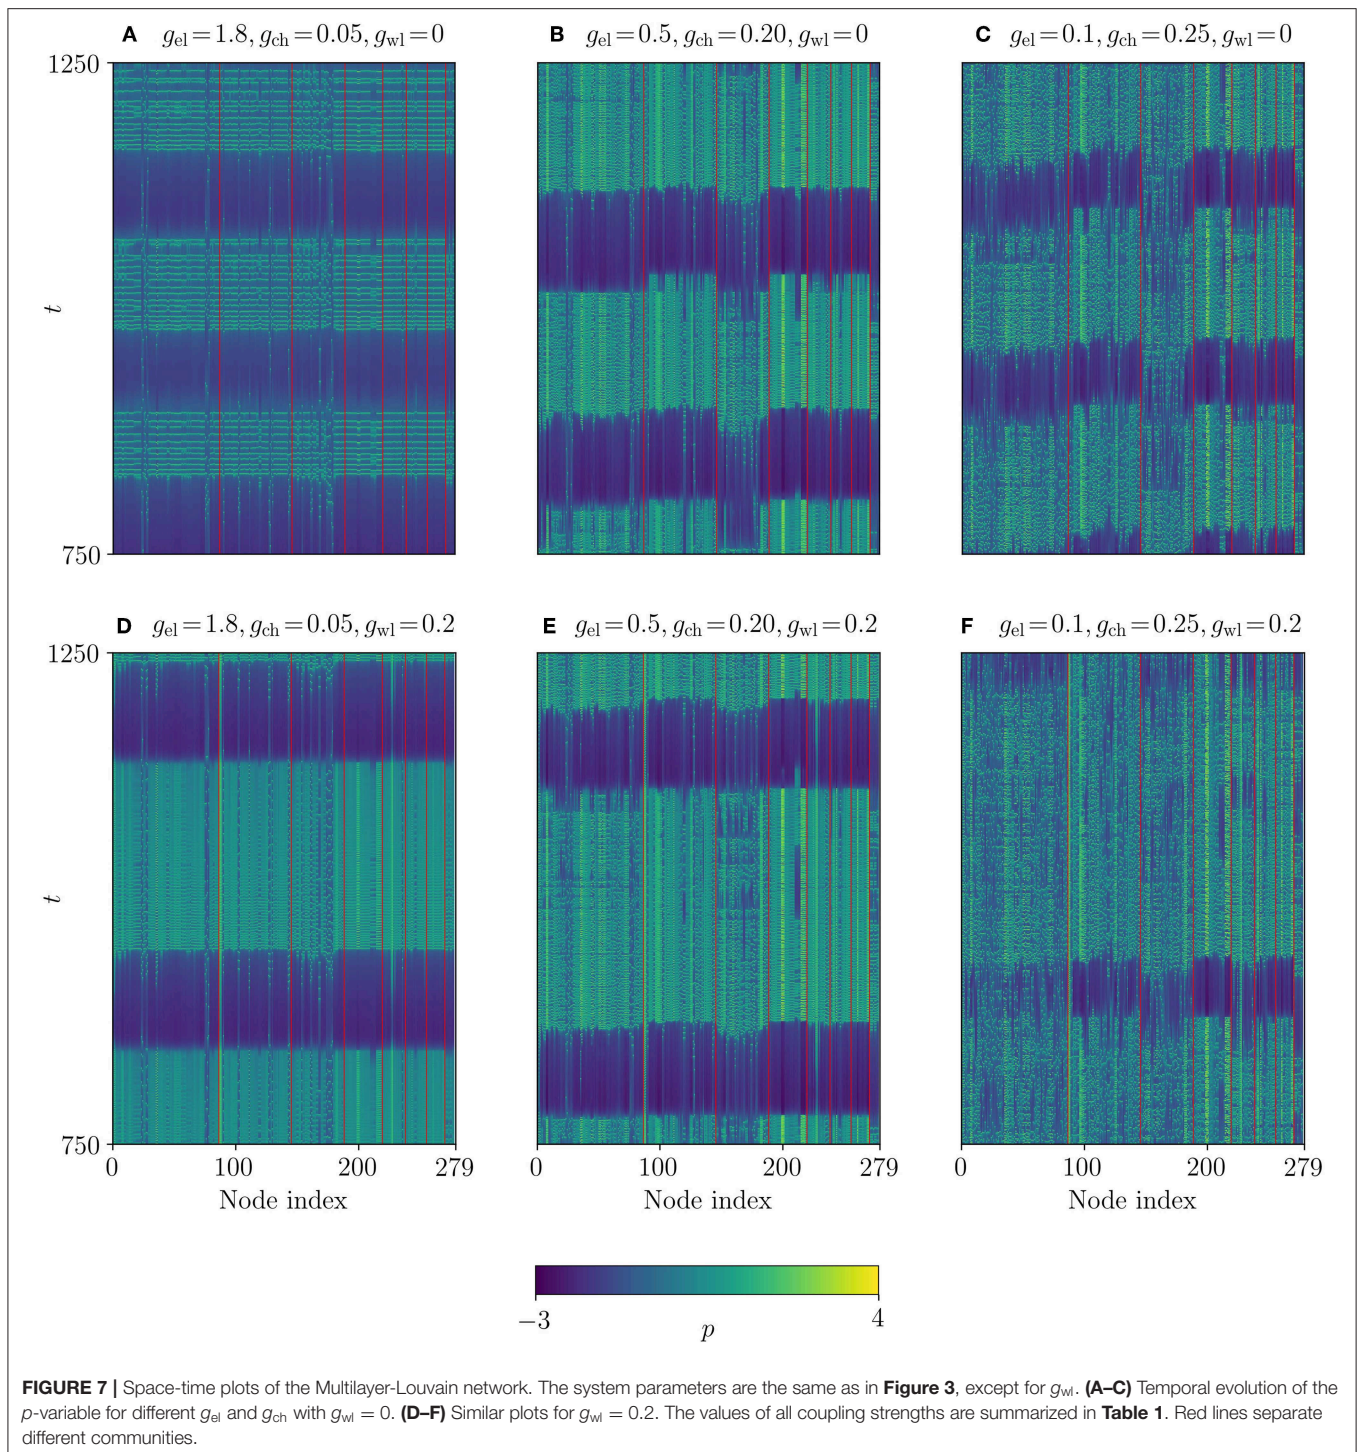 A g_el = 1.8, g_ch = 0.05, g_wl = 0
B g_el = 0.5, g_ch = 0.20, g_wl = 0
C g_el = 0.1, g_ch = 0.25, g_wl = 0
1250
t
750
D g_el = 1.8, g_ch = 0.05, g_wl = 0.2
E g_el = 0.5, g_ch = 0.20, g_wl = 0.2
F g_el = 0.1, g_ch = 0.25, g_wl = 0.2
1250
t
750
0 100 200 279
0 100 200 279
0 100 200 279
Node index
Node index
Node index
−3 4
p
FIGURE 7 | Space-time plots of the Multilayer-Louvain network. The system parameters are the same as in Figure 3, except for g_wl. (A–C) Temporal evolution of the
p-variable for different g_el and g_ch with g_wl = 0. (D–F) Similar plots for g_wl = 0.2. The values of all coupling strengths are summarized in Table 1. Red lines separate
different communities.